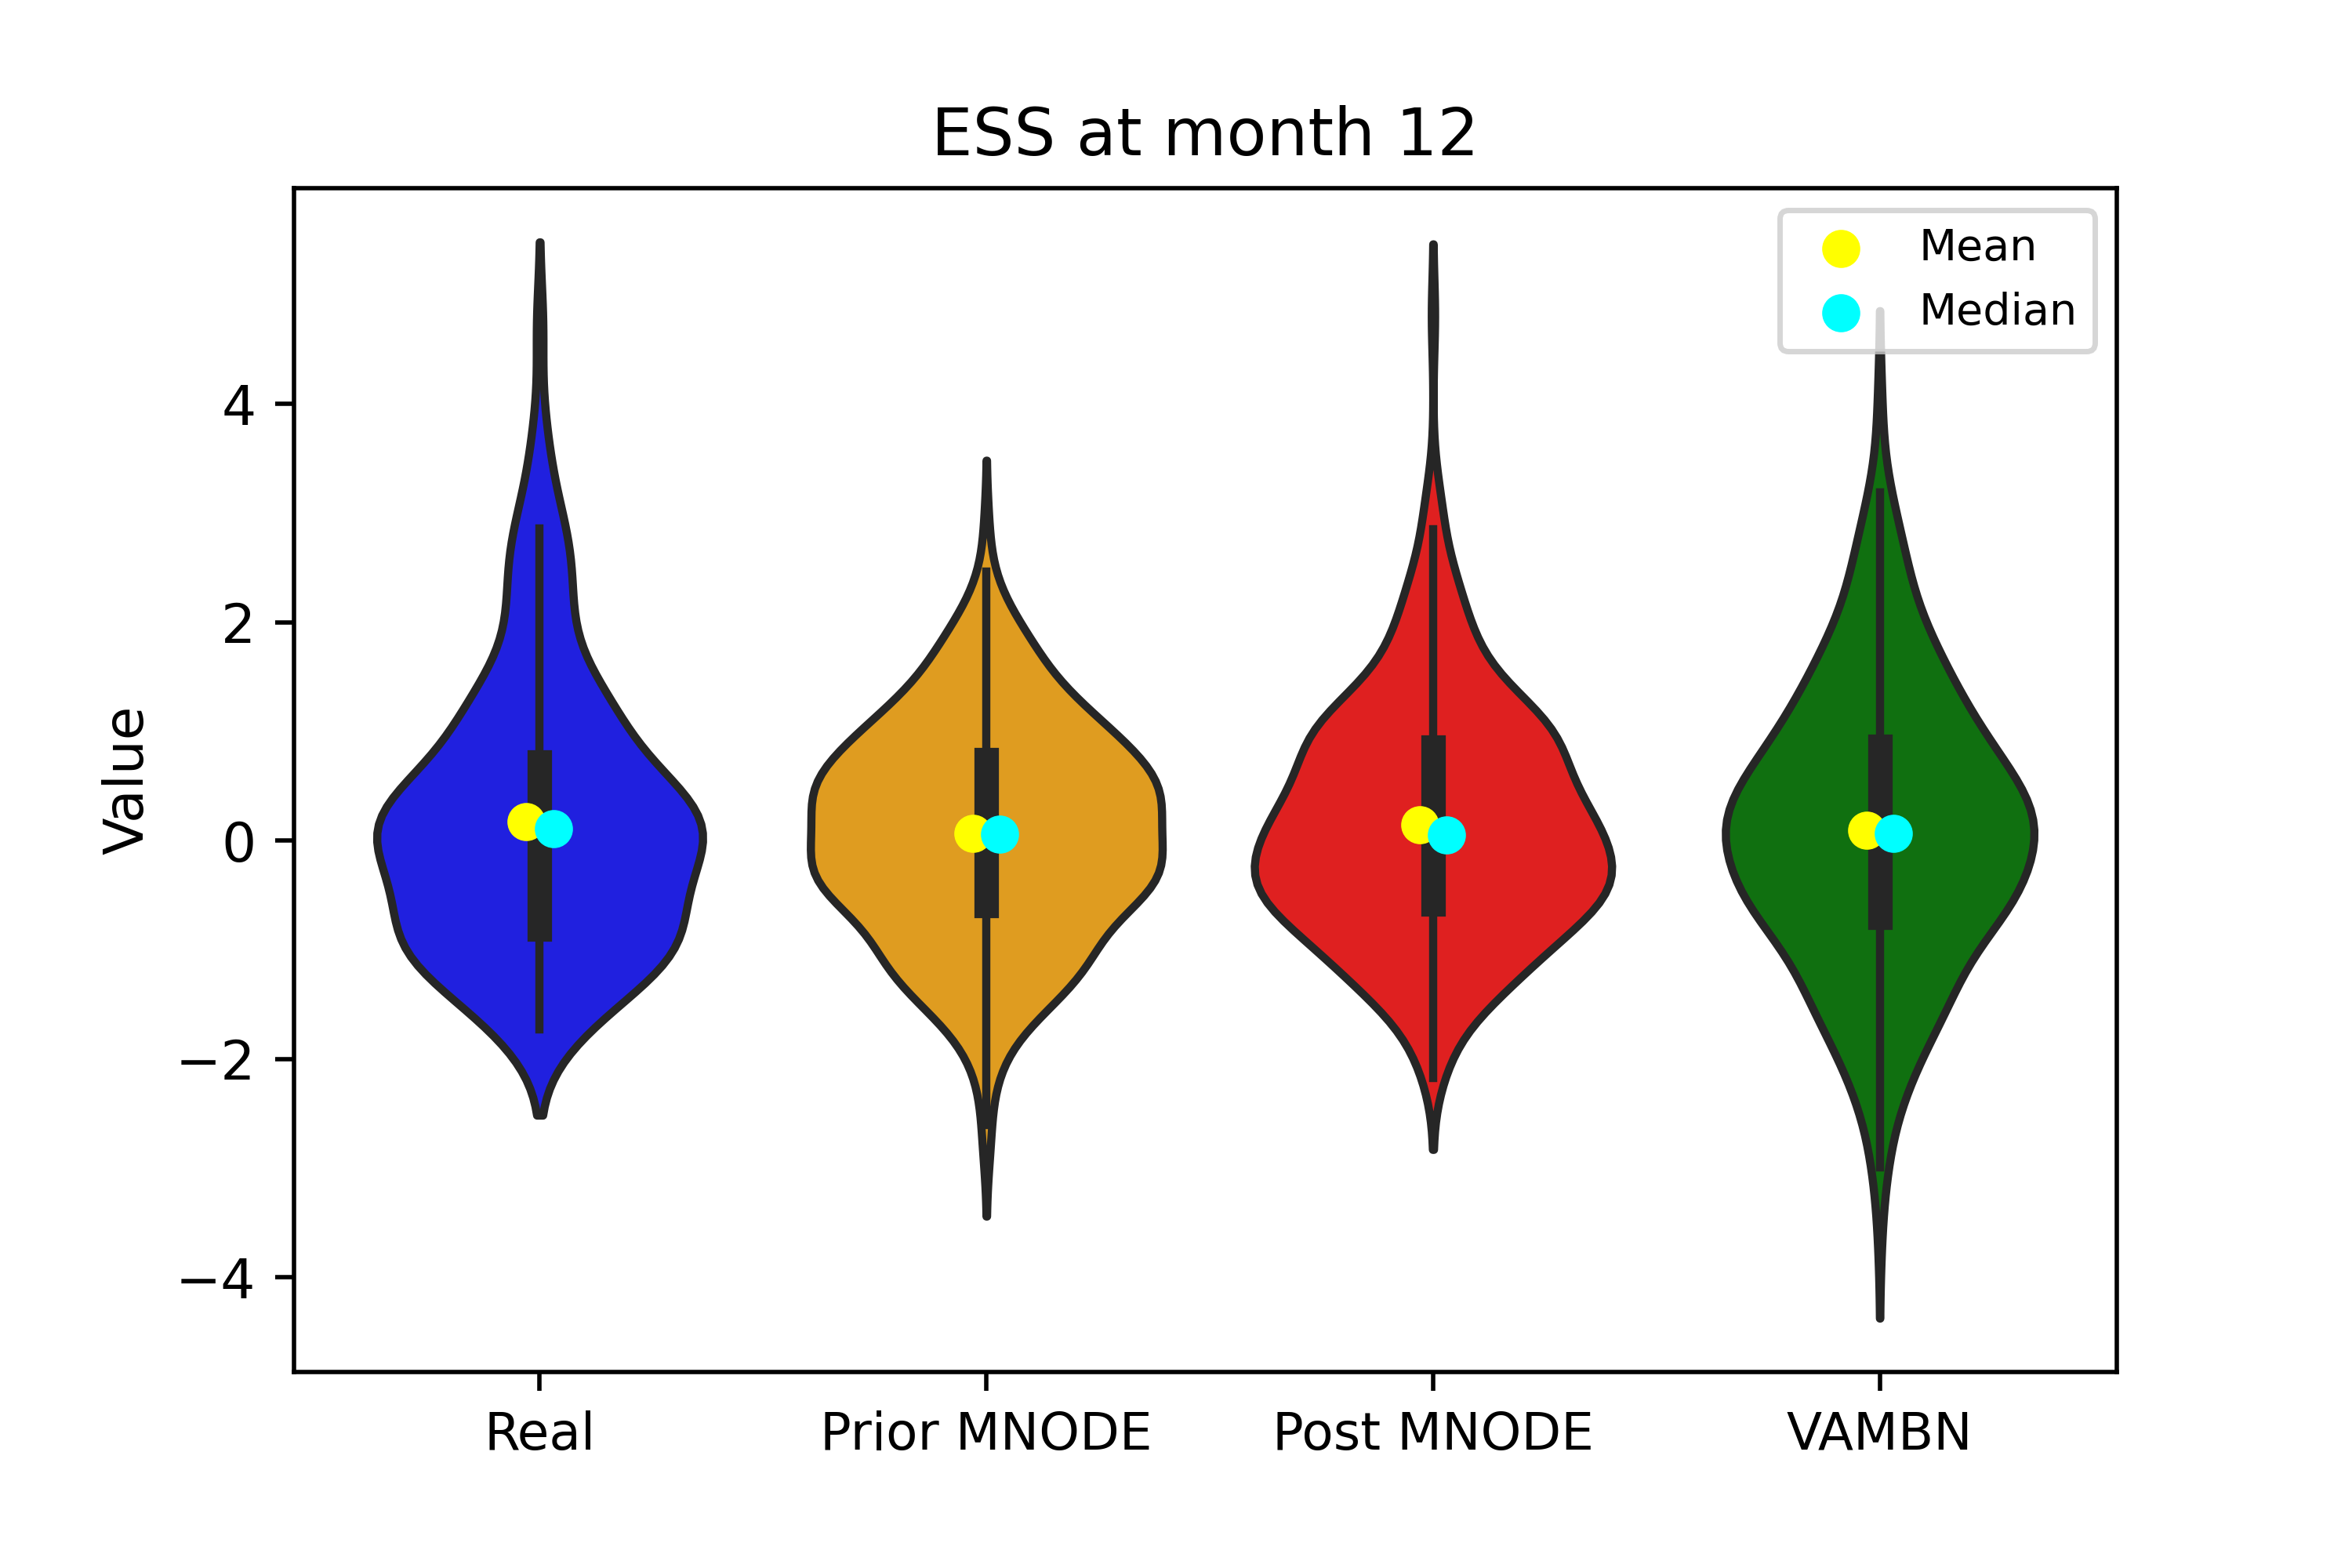 ESS at month 12
Mean
Median
Value
4
2
0
−2
−4
Real
Prior MNODE
Post MNODE
VAMBN